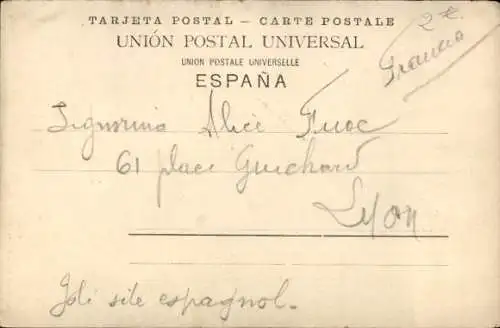 TARJETA POSTAL – CARTE POSTALE
UNIÓN POSTAL UNIVERSAL
UNION POSTALE UNIVERSELLE
ESPAÑA
2 €.
Francia
Signorina Alice Fuoc
61 place Guichard
Lyon
Joli site espagnol.